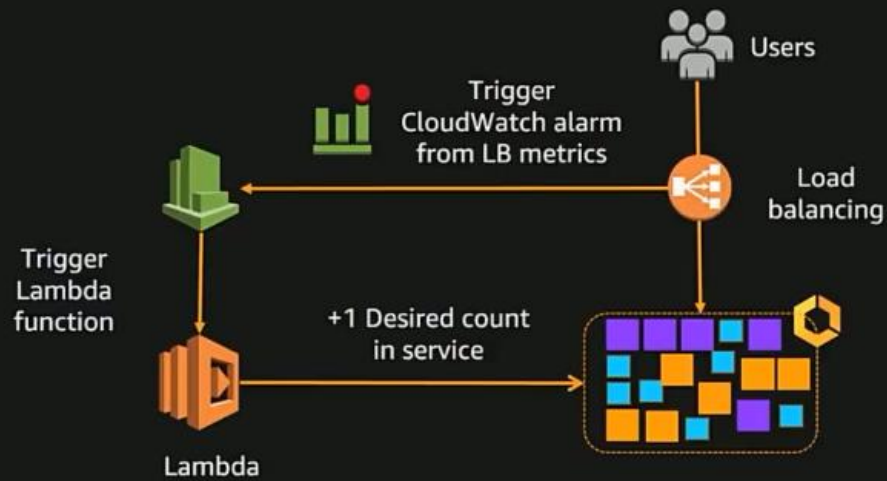 Users
Trigger
CloudWatch alarm
from LB metrics
Load
balancing
Trigger
Lambda
function
+1 Desired count
in service
Lambda